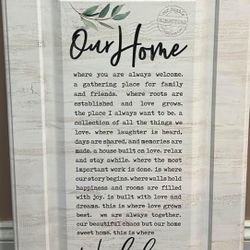 Our Home
where you are always welcome.
a gathering place for family
and friends. where roots are
established and love grows.
the place I always want to be. a
collection of all the things we
love. where laughter is heard,
days are shared, and memories are
made. a house built on love. relax
and stay awhile. where the most
important work is done. is where
our story begins. where walls hold
happiness and rooms are filled
with joy. is built with love and
dreams. this is where love grows
best. we are always together.
our beautiful chaos but our home
sweet home. this is where